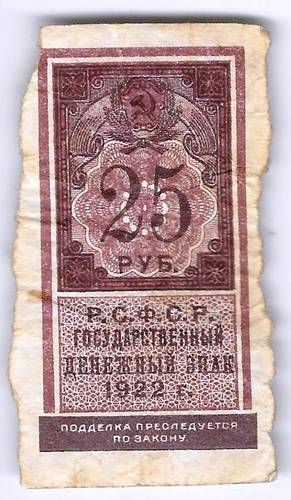 25
РУБ.
Р.С.Ф.С.Р.
ГОСУДАРСТВЕННЫЙ
ДЕНЕЖНЫЙ ЗНАК
1922 г.
ПОДДЕЛКА ПРЕСЛЕДУЕТСЯ
ПО ЗАКОНУ